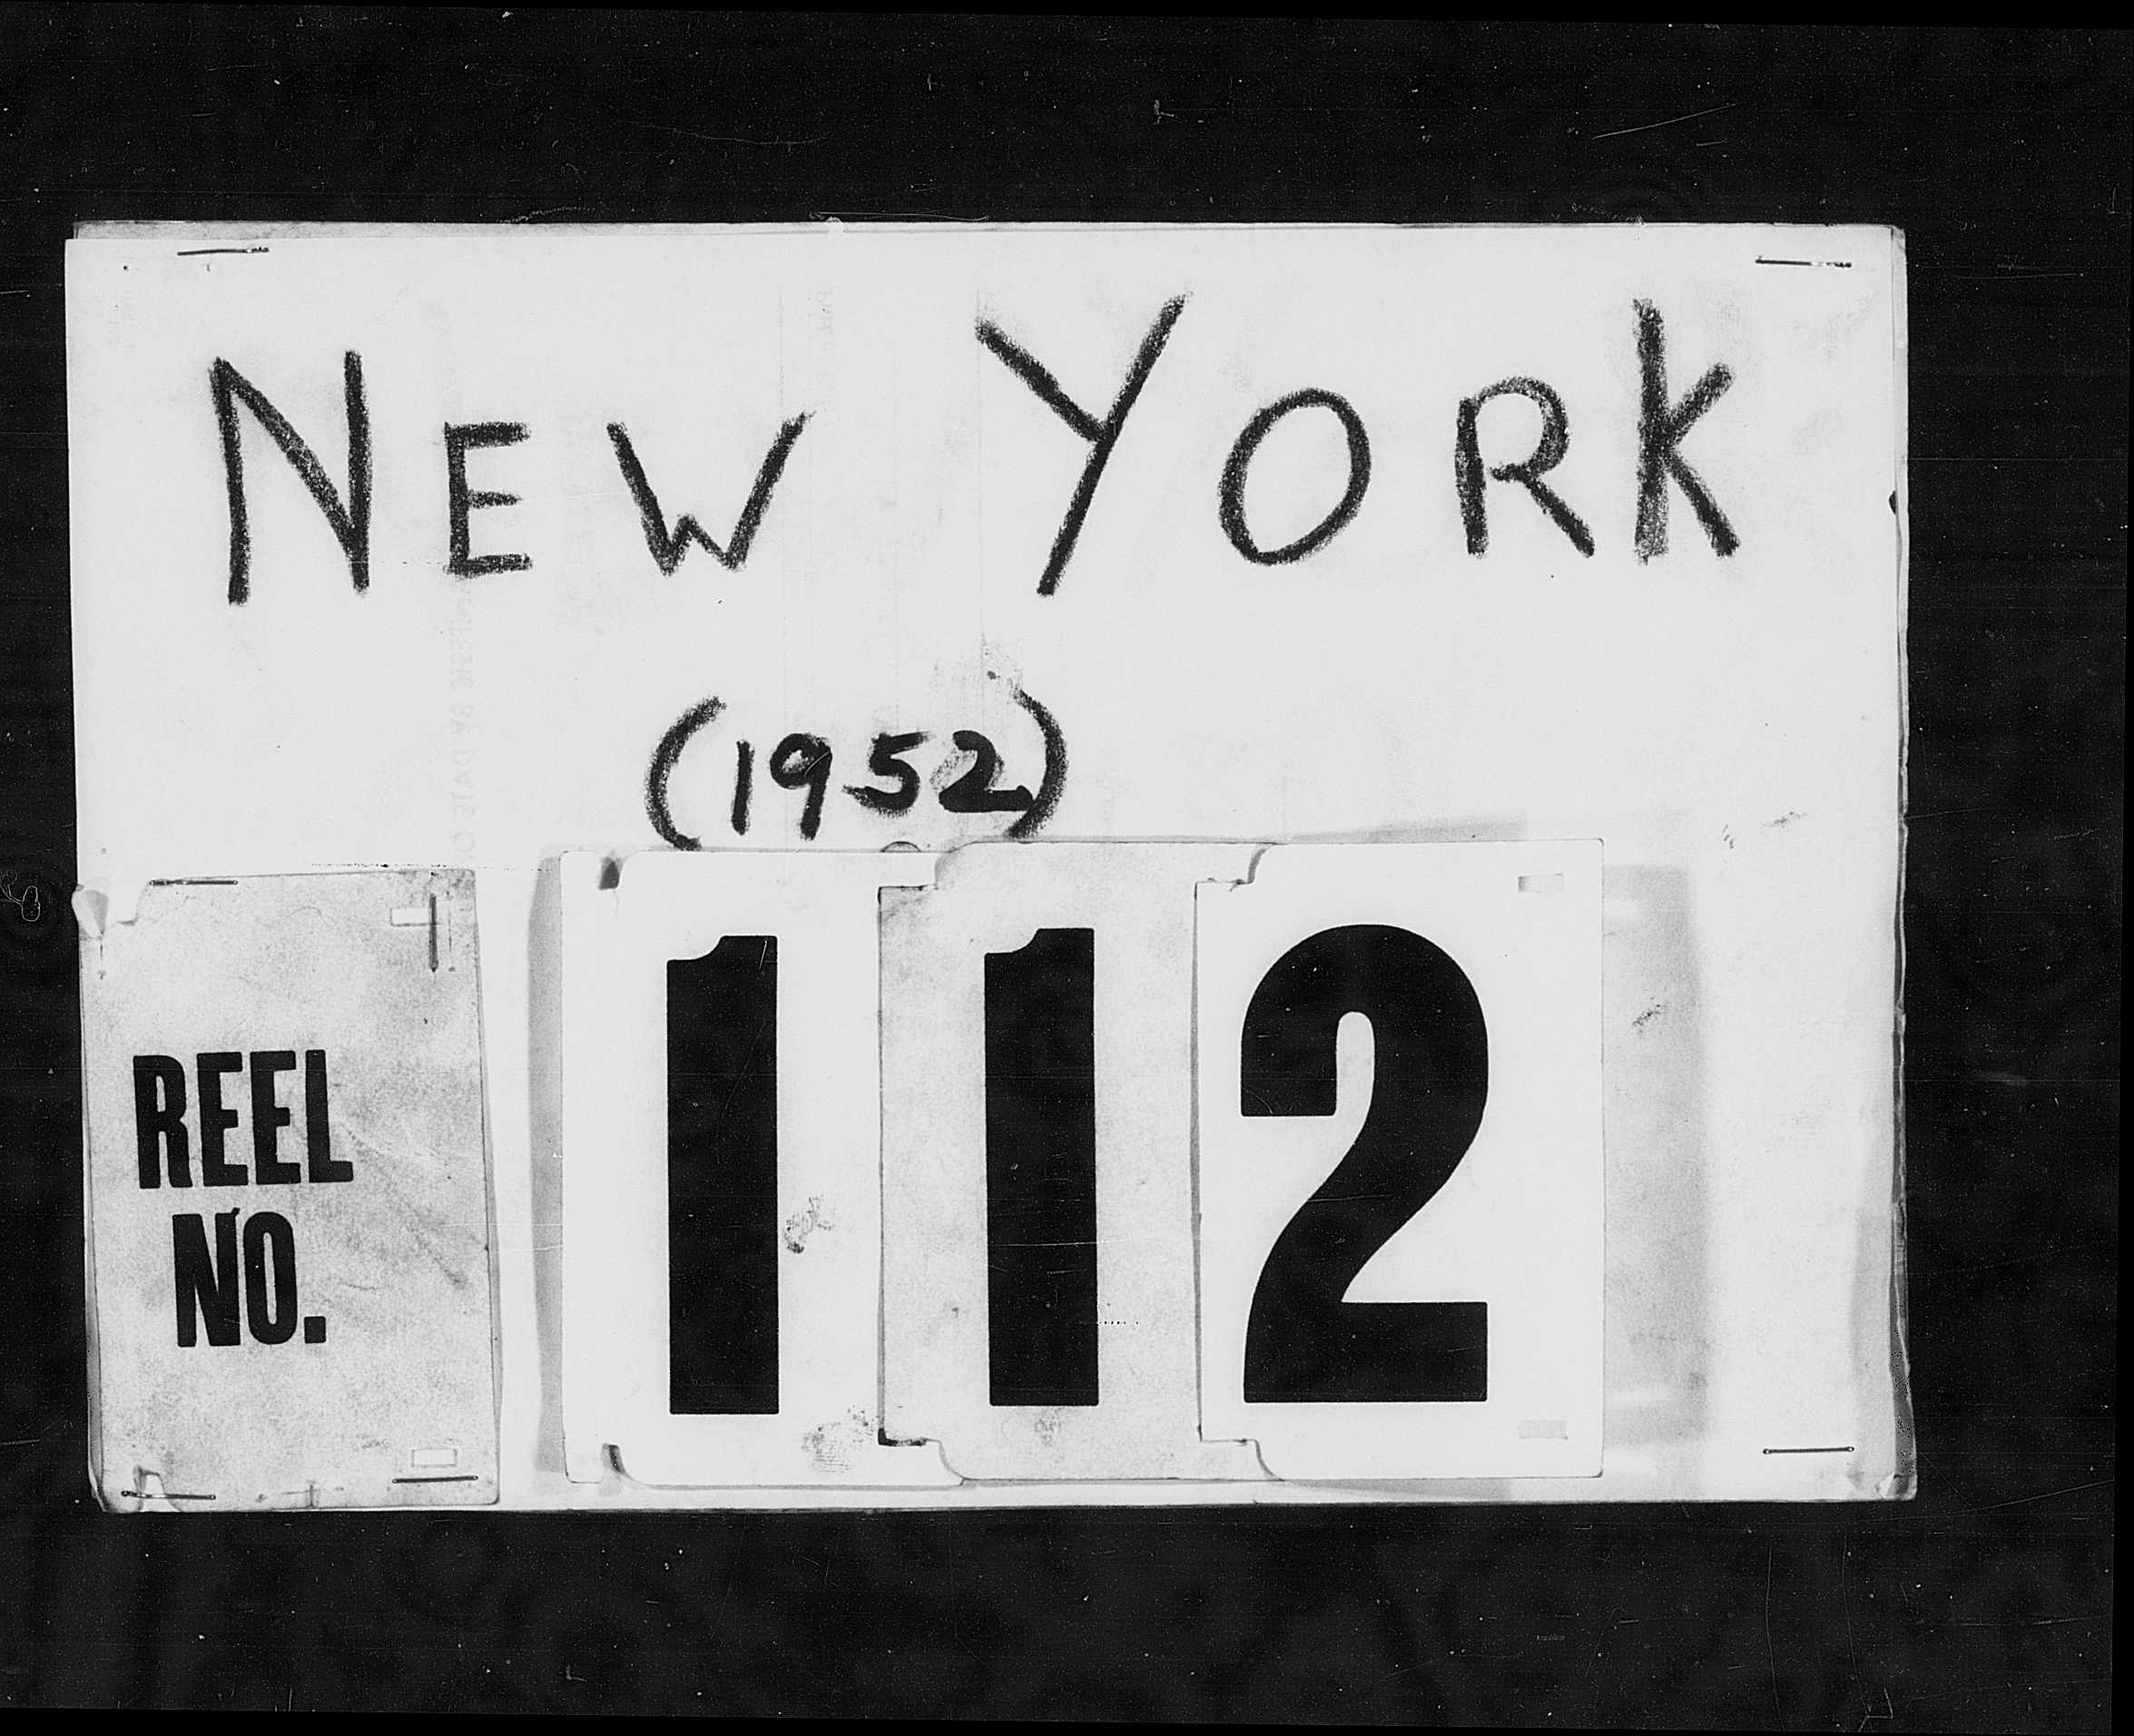 NEW YORK
(1952)
REEL
NO.
112